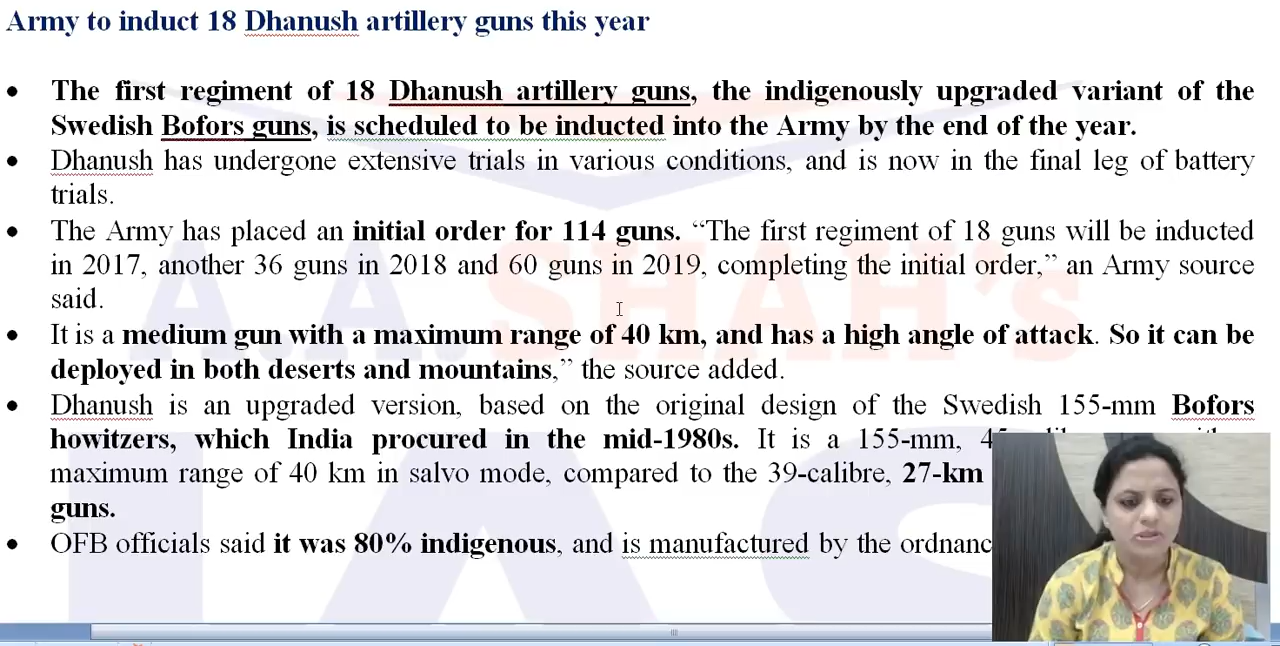 Army to induct 18 Dhanush artillery guns this year
• The first regiment of 18 Dhanush artillery guns, the indigenously upgraded variant of the
Swedish Bofors guns, is scheduled to be inducted into the Army by the end of the year.
• Dhanush has undergone extensive trials in various conditions, and is now in the final leg of battery
trials.
• The Army has placed an initial order for 114 guns. “The first regiment of 18 guns will be inducted
in 2017, another 36 guns in 2018 and 60 guns in 2019, completing the initial order,” an Army source
said.
• It is a medium gun with a maximum range of 40 km, and has a high angle of attack. So it can be
deployed in both deserts and mountains,” the source added.
• Dhanush is an upgraded version, based on the original design of the Swedish 155-mm Bofors
howitzers, which India procured in the mid-1980s. It is a 155-mm,
maximum range of 40 km in salvo mode, compared to the 39-calibre, 27-km
guns.
• OFB officials said it was 80% indigenous, and is manufactured by the
A.A. SHAH's
IAS